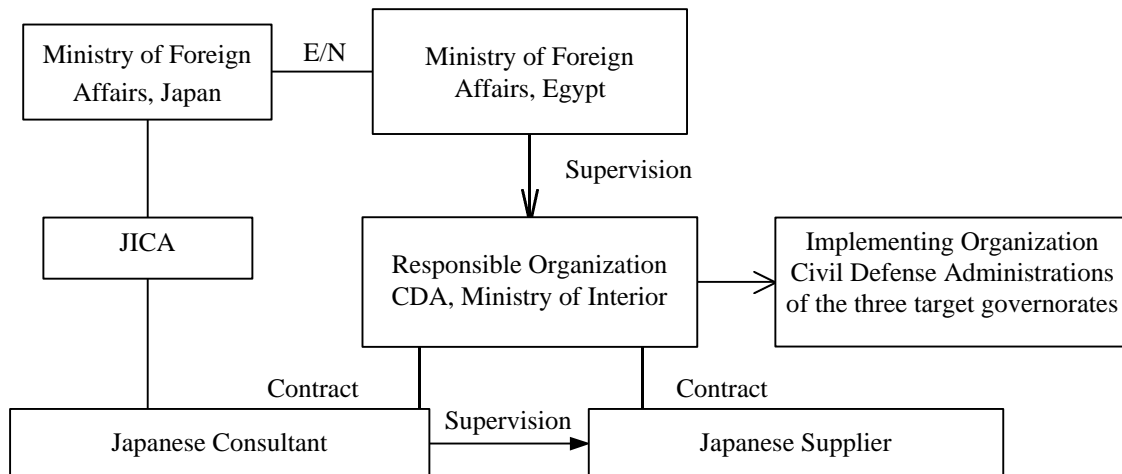 Ministry of Foreign
Affairs, Japan
E/N
Ministry of Foreign
Affairs, Egypt
Supervision
JICA
Responsible Organization
CDA, Ministry of Interior
Implementing Organization
Civil Defense Administrations
of the three target governorates
Contract
Contract
Japanese Consultant
Supervision
Japanese Supplier